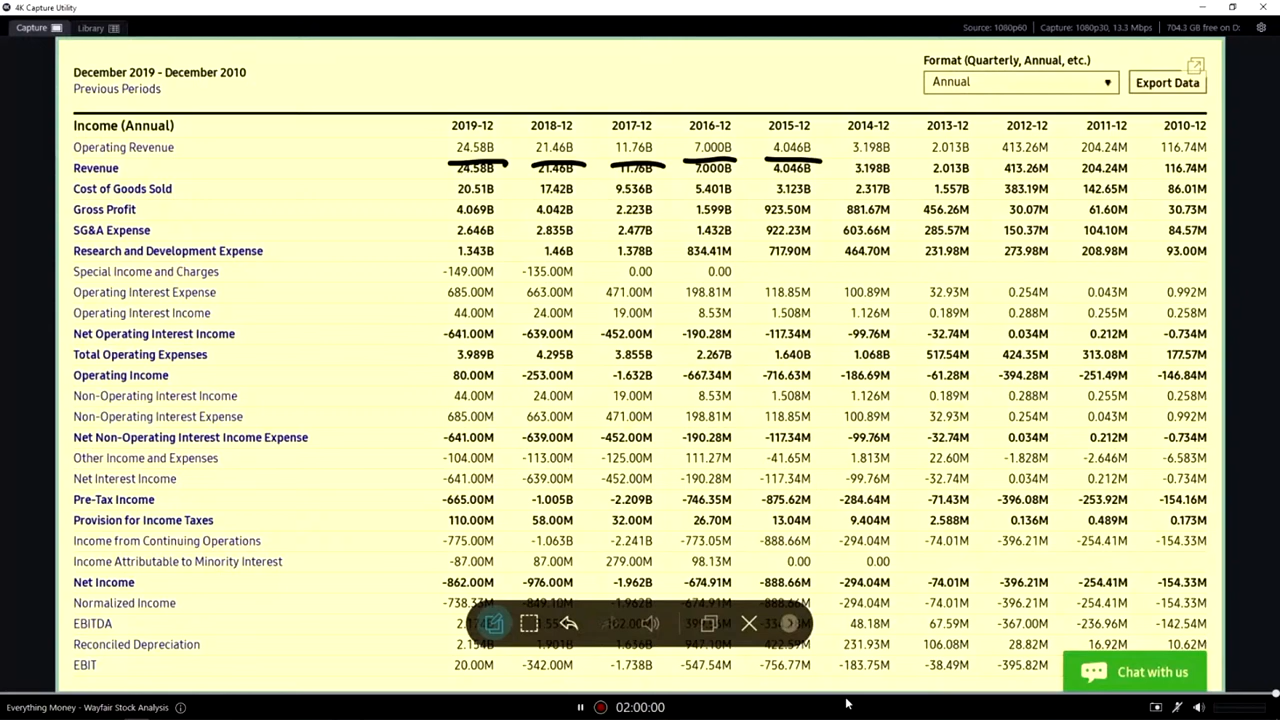 4K Capture Utility
Capture Library Source: 1080p60 Capture: 1080p30, 13.3 Mbps 704.3 GB free on D:
December 2019 - December 2010
Previous Periods
Format (Quarterly, Annual, etc.)
Annual Export Data
Income (Annual) 2019-12 2018-12 2017-12 2016-12 2015-12 2014-12 2013-12 2012-12 2011-12 2010-12
Operating Revenue 24.58B 21.46B 11.76B 7.000B 4.046B 3.198B 2.013B 413.26M 204.24M 116.74M
Revenue 24.58B 21.46B 11.76B 7.000B 4.046B 3.198B 2.013B 413.26M 204.24M 116.74M
Cost of Goods Sold 20.51B 17.42B 9.536B 5.401B 3.123B 2.317B 1.557B 383.19M 142.65M 86.01M
Gross Profit 4.069B 4.042B 2.223B 1.599B 923.50M 881.67M 456.26M 30.07M 61.60M 30.73M
SG&A Expense 2.646B 2.835B 2.477B 1.432B 922.23M 603.66M 285.57M 150.37M 104.10M 84.57M
Research and Development Expense 1.343B 1.46B 1.378B 834.41M 717.90M 464.70M 231.98M 273.98M 208.98M 93.00M
Special Income and Charges -149.00M -135.00M 0.00 0.00
Operating Interest Expense 685.00M 663.00M 471.00M 198.81M 118.85M 100.89M 32.93M 0.254M 0.043M 0.992M
Operating Interest Income 44.00M 24.00M 19.00M 8.53M 1.508M 1.126M 0.189M 0.288M 0.255M 0.258M
Net Operating Interest Income -641.00M -639.00M -452.00M -190.28M -117.34M -99.76M -32.74M 0.034M 0.212M -0.734M
Total Operating Expenses 3.989B 4.295B 3.855B 2.267B 1.640B 1.068B 517.54M 424.35M 313.08M 177.57M
Operating Income 80.00M -253.00M -1.632B -667.34M -716.63M -186.69M -61.28M -394.28M -251.49M -146.84M
Non-Operating Interest Income 44.00M 24.00M 19.00M 8.53M 1.508M 1.126M 0.189M 0.288M 0.255M 0.258M
Non-Operating Interest Expense 685.00M 663.00M 471.00M 198.81M 118.85M 100.89M 32.93M 0.254M 0.043M 0.992M
Net Non-Operating Interest Income Expense -641.00M -639.00M -452.00M -190.28M -117.34M -99.76M -32.74M 0.034M 0.212M -0.734M
Other Income and Expenses -104.00M -113.00M -125.00M 111.27M -41.65M 1.813M 22.60M -1.828M -2.646M -6.583M
Net Interest Income -641.00M -639.00M -452.00M -190.28M -117.34M -99.76M -32.74M 0.034M 0.212M -0.734M
Pre-Tax Income -665.00M -1.005B -2.209B -746.35M -875.62M -284.64M -71.43M -396.08M -253.92M -154.16M
Provision for Income Taxes 110.00M 58.00M 32.00M 26.70M 13.04M 9.404M 2.588M 0.136M 0.489M 0.173M
Income from Continuing Operations -775.00M -1.063B -2.241B -773.05M -888.66M -294.04M -74.01M -396.21M -254.41M -154.33M
Income Attributable to Minority Interest -87.00M 87.00M 279.00M 98.13M 0.00 0.00
Net Income -862.00M -976.00M -1.962B -674.91M -888.66M -294.04M -74.01M -396.21M -254.41M -154.33M
Normalized Income -738.33M -849.10M -1.962B -674.91M -888.66M -294.04M -74.01M -396.21M -254.41M -154.33M
EBITDA 48.18M 67.59M -367.00M -236.96M -142.54M
Reconciled Depreciation 2.154B 1.901B 1.636B 947.10M 422.59M 231.93M 106.08M 28.82M 16.92M 10.62M
EBIT 20.00M -342.00M -1.738B -547.54M -756.77M -183.75M -38.49M -395.82M
Chat with us
Everything Money - Wayfair Stock Analysis 02:00:00